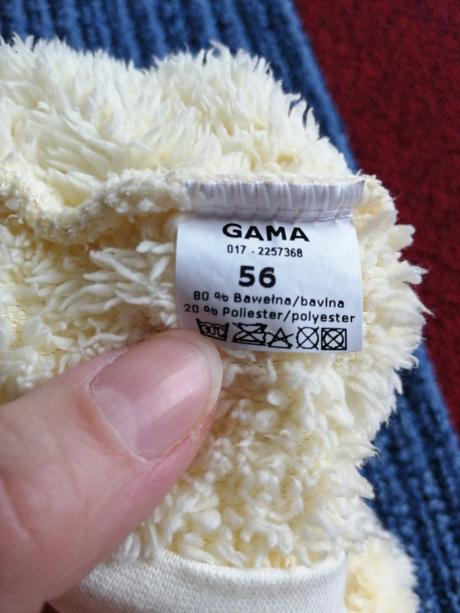 GAMA
017 - 2257368
56
80 % Bawełna/bavlna
20 % Poliester/polyester